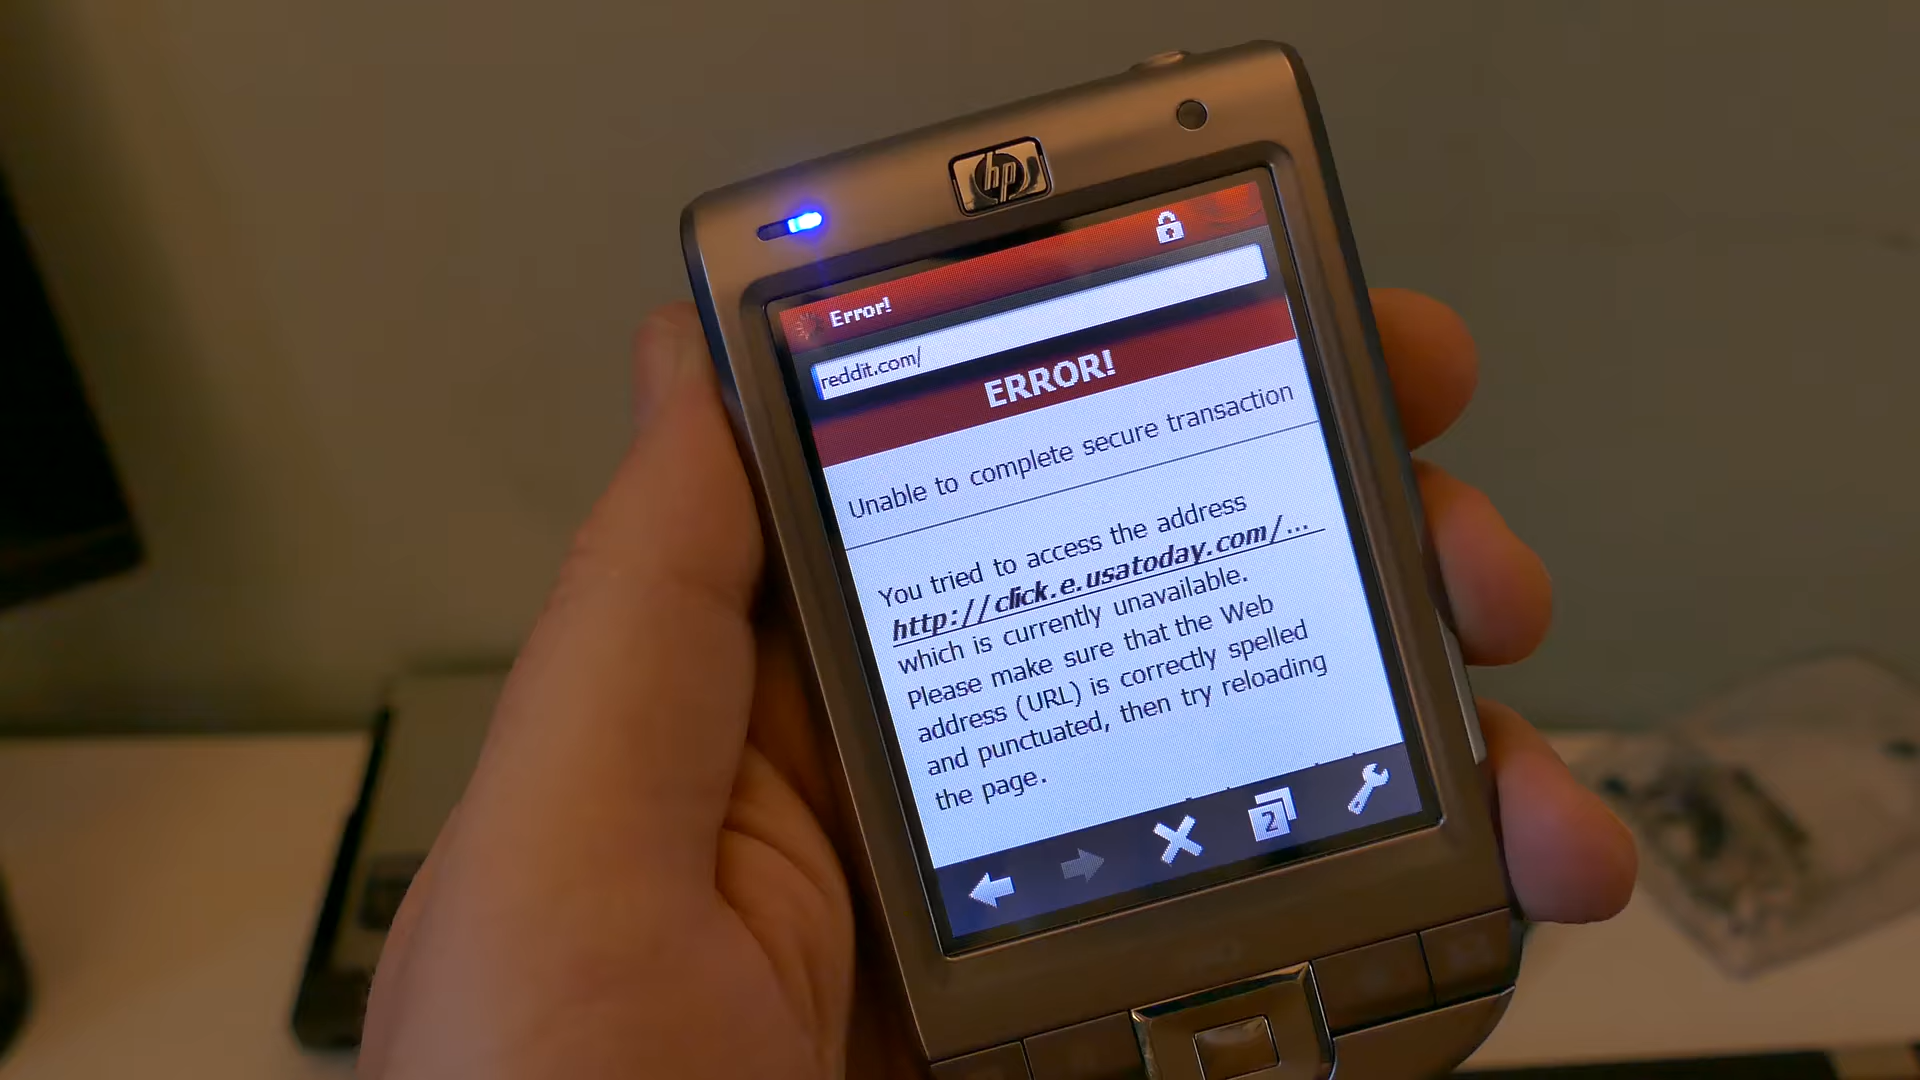 hp
Error!
reddit.com/
ERROR!
Unable to complete secure transaction
You tried to access the address
http://click.e.usatoday.com/...
which is currently unavailable.
Please make sure that the Web
address (URL) is correctly spelled
and punctuated, then try reloading
the page.
2